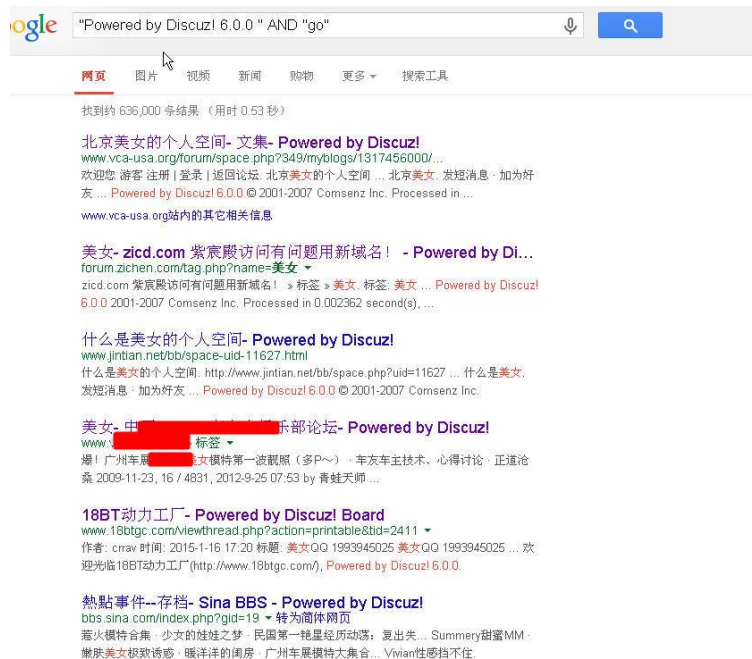 ogle "Powered by Discuz! 6.0.0 " AND "go"
网页 图片 视频 新闻 购物 更多 搜索工具
找到约 636,000 条结果 （用时 0.53 秒）
北京美女的个人空间- 文集- Powered by Discuz!
www.vca-usa.org/forum/space.php?349/myblogs/1317456000/...
欢迎您 游客 注册 | 登录 | 返回论坛. 北京美女的个人空间 ... 北京美女. 发短消息 · 加为好
友 ... Powered by Discuz! 6.0.0 © 2001-2007 Comsenz Inc. Processed in ...
www.vca-usa.org站内的其它相关信息
美女- zicd.com 紫宸殿访问有问题用新域名！ - Powered by Di...
forum.zichen.com/tag.php?name=美女
zicd.com 紫宸殿访问有问题用新域名！ » 标签 » 美女. 标签: 美女 ... Powered by Discuz!
6.0.0 2001-2007 Comsenz Inc. Processed in 0.002362 second(s), ...
什么是美女的个人空间- Powered by Discuz!
www.jintian.net/bb/space-uid-11627.html
什么是美女的个人空间. http://www.jintian.net/bb/space.php?uid=11627 ... 什么是美女.
发短消息 · 加为好友 ... Powered by Discuz! 6.0.0 © 2001-2007 Comsenz Inc.
美女- 乐部论坛- Powered by Discuz!
www. 标签
爆！广州车展 美女模特第一波靓照（多P～） · 车友车主技术、心得讨论 · 正道沧
桑 2009-11-23, 16 / 4831, 2012-9-25 07:53 by 青蛙天师 ...
18BT动力工厂- Powered by Discuz! Board
www.18btgc.com/viewthread.php?action=printable&tid=2411
作者: crrav 时间: 2015-1-16 17:20 标题: 美女QQ 1993945025 美女QQ 1993945025 ... 欢
迎光临18BT动力工厂(http://www.18btgc.com/), Powered by Discuz! 6.0.0.
熱點事件--存档- Sina BBS - Powered by Discuz!
bbs.sina.com/index.php?gid=19 转为简体网页
惹火模特合集 · 少女的娃娃之梦 · 民国第一艳星经历动荡：复出失... Summery甜蜜MM ·
嫩肤美女极致诱惑 · 暖洋洋的闺房 · 广州车展模特大集合... Vivian性感挡不住.